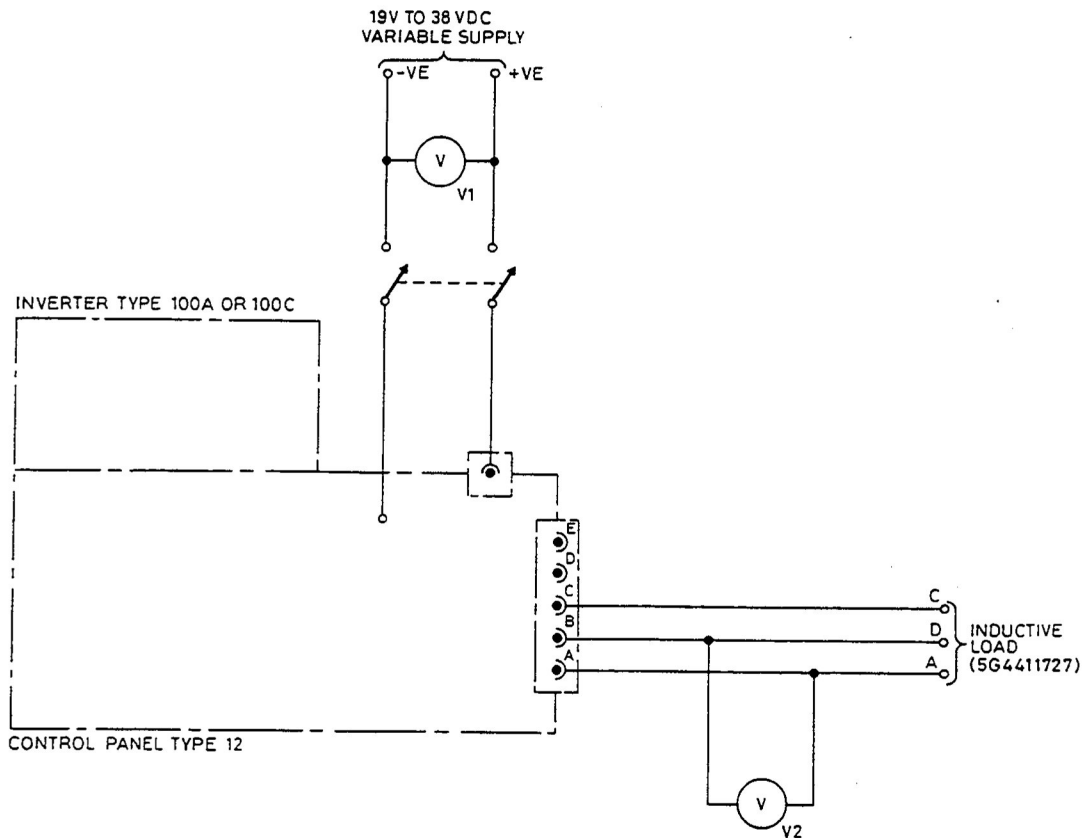 19V TO 38 VDC
VARIABLE SUPPLY
-VE
+VE
V
V1
INVERTER TYPE 100A OR 100C
E
D
C
B
A
C
D
A
INDUCTIVE
LOAD
(5G4411727)
CONTROL PANEL TYPE 12
V
V2